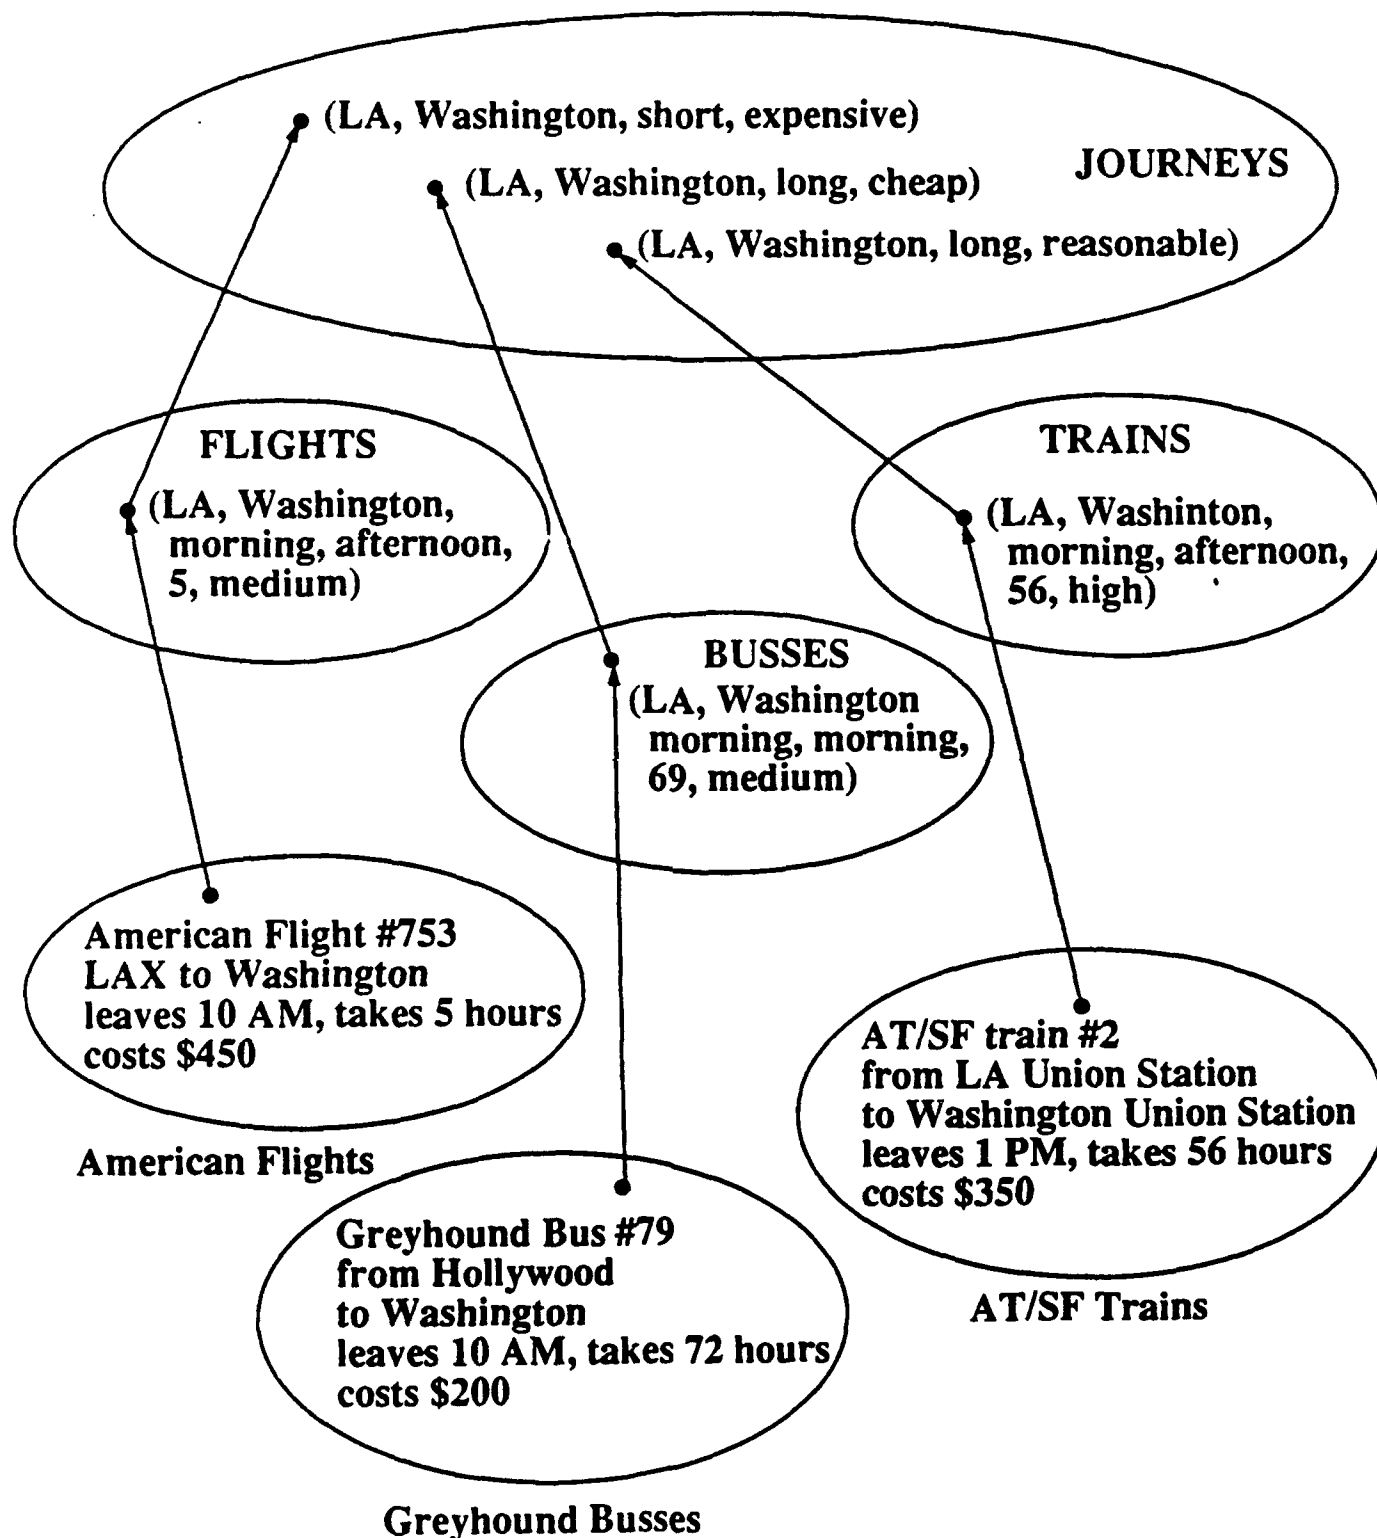 (LA, Washington, short, expensive)
JOURNEYS
(LA, Washington, long, cheap)
(LA, Washington, long, reasonable)
FLIGHTS
(LA, Washington,
morning, afternoon,
5, medium)
TRAINS
(LA, Washinton,
morning, afternoon,
56, high)
BUSSES
(LA, Washington
morning, morning,
69, medium)
American Flight #753
LAX to Washington
leaves 10 AM, takes 5 hours
costs $450
American Flights
AT/SF train #2
from LA Union Station
to Washington Union Station
leaves 1 PM, takes 56 hours
costs $350
AT/SF Trains
Greyhound Bus #79
from Hollywood
to Washington
leaves 10 AM, takes 72 hours
costs $200
Greyhound Busses